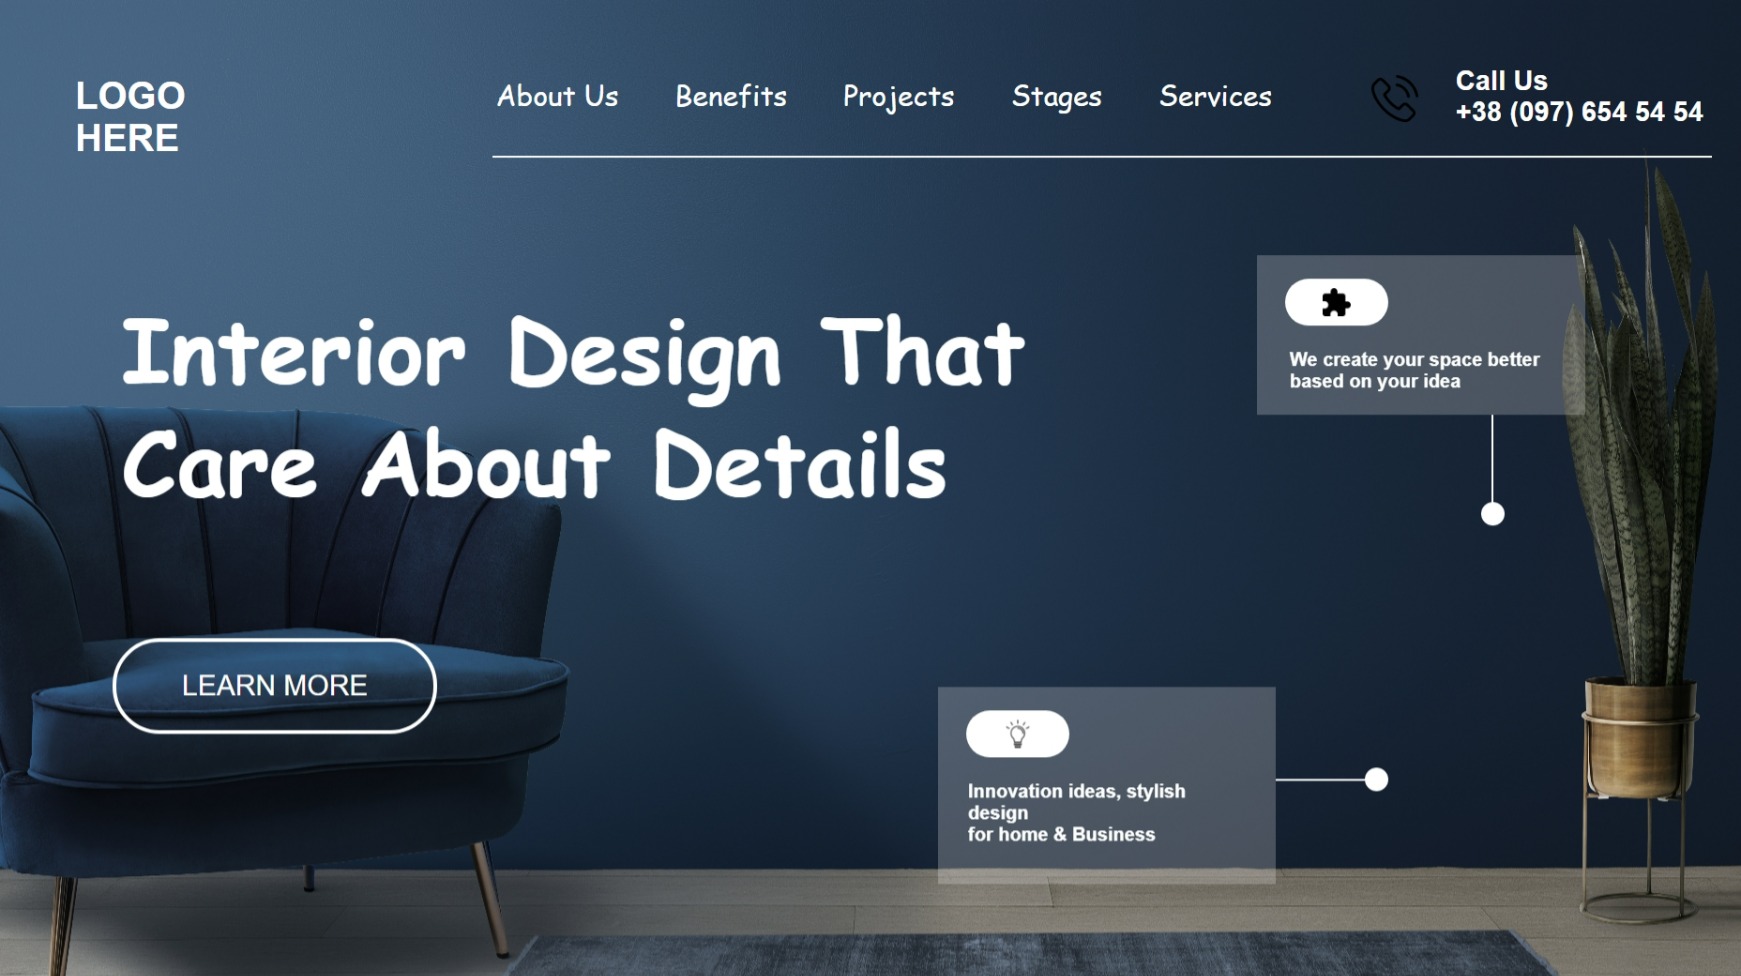 LOGO
HERE
About Us
Benefits
Projects
Stages
Services
Call Us
+38 (097) 654 54 54
Interior Design That
Care About Details
We create your space better
based on your idea
LEARN MORE
Innovation ideas, stylish
design
for home & Business